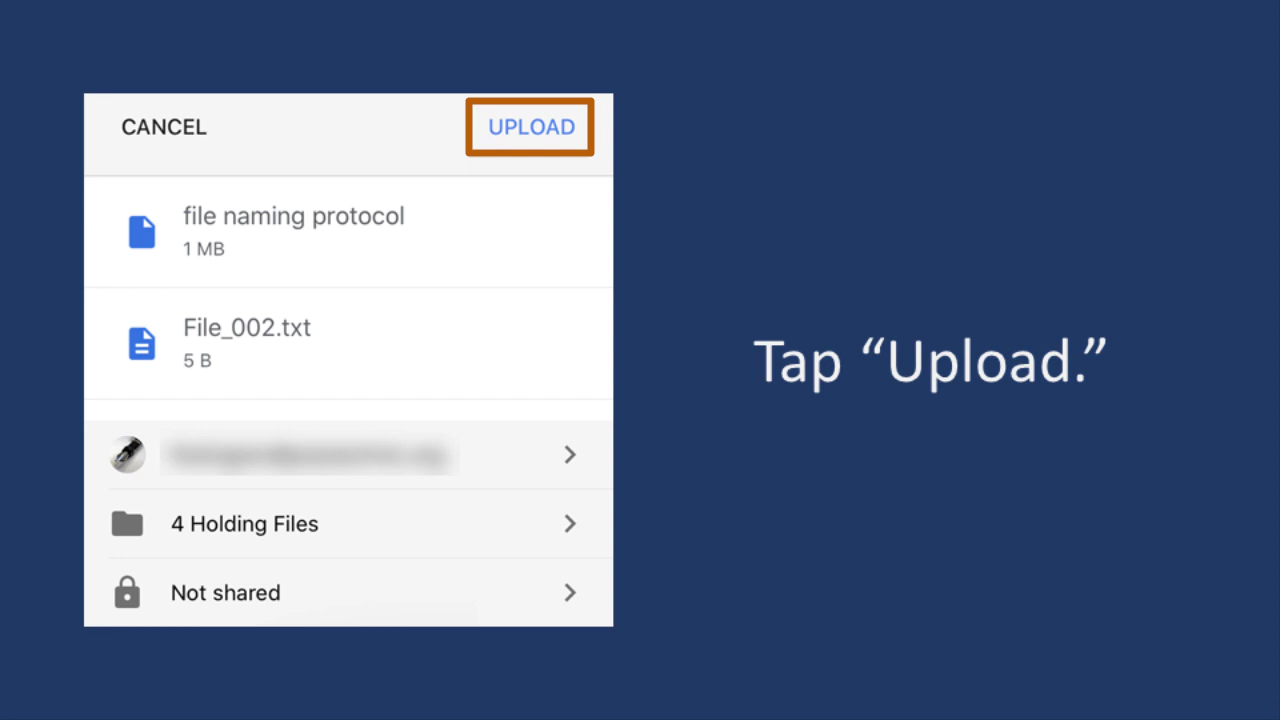 CANCEL
UPLOAD
file naming protocol
1 MB
File_002.txt
5 B
4 Holding Files
Not shared
Tap “Upload.”